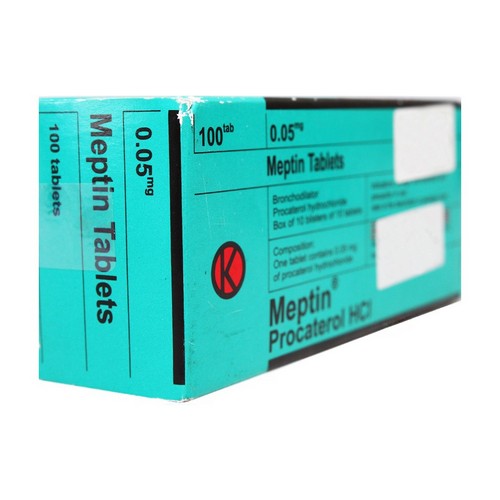 0.05mg
Meptin Tablets
100 tablets
100tab
0.05mg
Meptin Tablets
Bronchodilator
Procaterol hydrochloride
Box of 10 blisters of 10 tablets
Composition:
One tablet contains 0.05 mg
of procaterol hydrochloride
K
Meptin®
Procaterol HCl